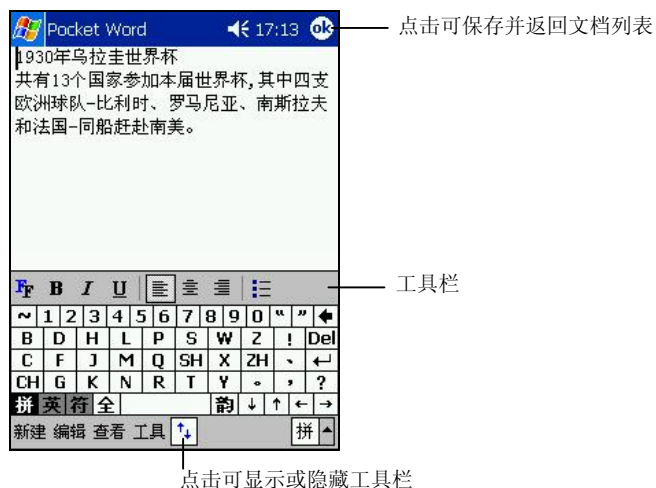 Pocket Word 17:13 ok
点击可保存并返回文档列表
1930年乌拉圭世界杯
共有13个国家参加本届世界杯,其中四支
欧洲球队-比利时、罗马尼亚、南斯拉夫
和法国-同船赶赴南美。
FF B I U
工具栏
~ 1 2 3 4 5 6 7 8 9 0 “ ”
B D H L P S W Z ! Del
C F J M Q SH X ZH 、
CH G K N R T Y 。 , ?
拼 英 符 全 韵 ↓ ↑ ← →
新建 编辑 查看 工具 拼
点击可显示或隐藏工具栏